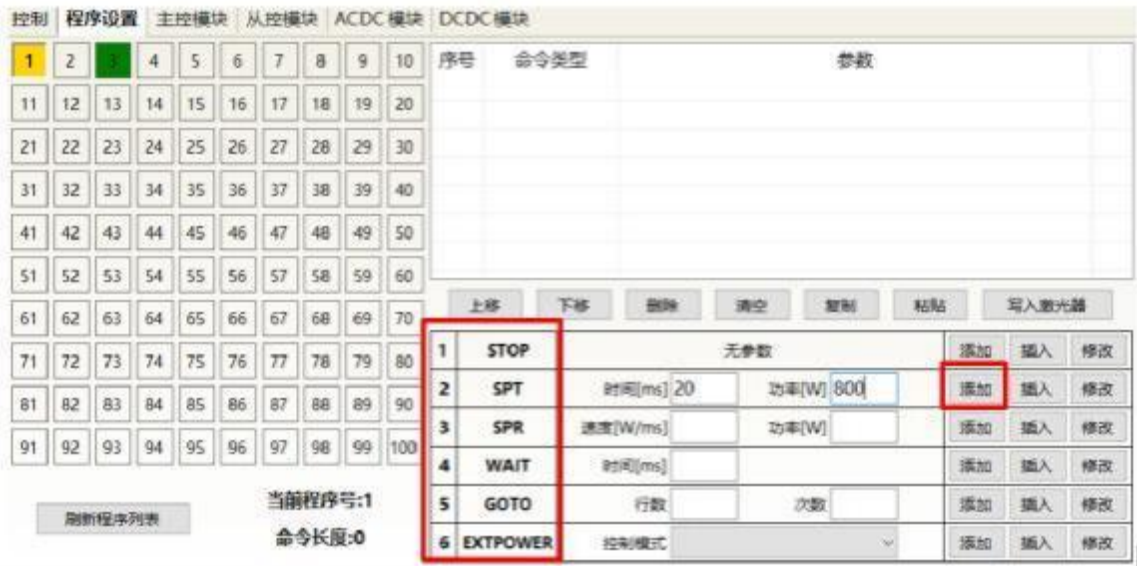 控制 程序设置 主控模块 从控模块 ACDC 模块 DCDC 模块
1 2 3 4 5 6 7 8 9 10
11 12 13 14 15 16 17 18 19 20
21 22 23 24 25 26 27 28 29 30
31 32 33 34 35 36 37 38 39 40
41 42 43 44 45 46 47 48 49 50
51 52 53 54 55 56 57 58 59 60
61 62 63 64 65 66 67 68 69 70
71 72 73 74 75 76 77 78 79 80
81 82 83 84 85 86 87 88 89 90
91 92 93 94 95 96 97 98 99 100
刷新程序列表
当前程序号:1
命令长度:0
序号 命令类型 参数
上移 下移 删除 清空 复制 粘贴 写入激光器
1 STOP 无参数 添加 插入 修改
2 SPT 时间[ms] 20 功率[W] 800 添加 插入 修改
3 SPR 速度[W/ms] 功率[W] 添加 插入 修改
4 WAIT 时间[ms] 添加 插入 修改
5 GOTO 行数 次数 添加 插入 修改
6 EXTPOWER 控制模式 添加 插入 修改